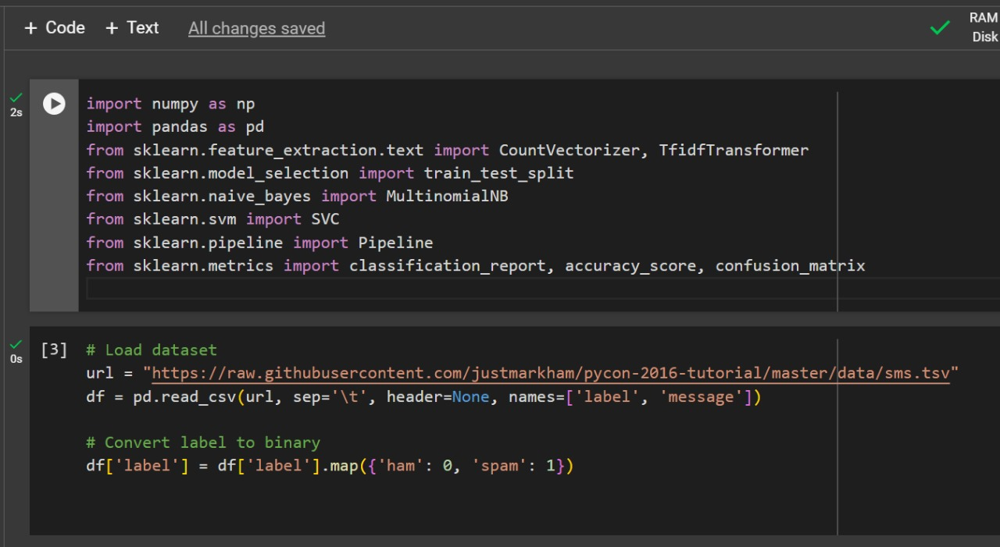 + Code + Text All changes saved
RAM
Disk
2s
import numpy as np
import pandas as pd
from sklearn.feature_extraction.text import CountVectorizer, TfidfTransformer
from sklearn.model_selection import train_test_split
from sklearn.naive_bayes import MultinomialNB
from sklearn.svm import SVC
from sklearn.pipeline import Pipeline
from sklearn.metrics import classification_report, accuracy_score, confusion_matrix
0s
[3] # Load dataset
url = "https://raw.githubusercontent.com/justmarkham/pycon-2016-tutorial/master/data/sms.tsv"
df = pd.read_csv(url, sep='\t', header=None, names=['label', 'message'])
# Convert label to binary
df['label'] = df['label'].map({'ham': 0, 'spam': 1})